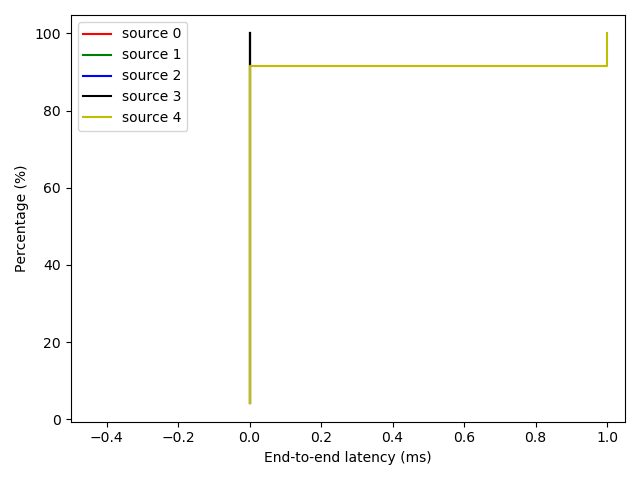 100
80
60
40
20
0
Percentage (%)
source 0
source 1
source 2
source 3
source 4
−0.4 −0.2 0.0 0.2 0.4 0.6 0.8 1.0
End-to-end latency (ms)